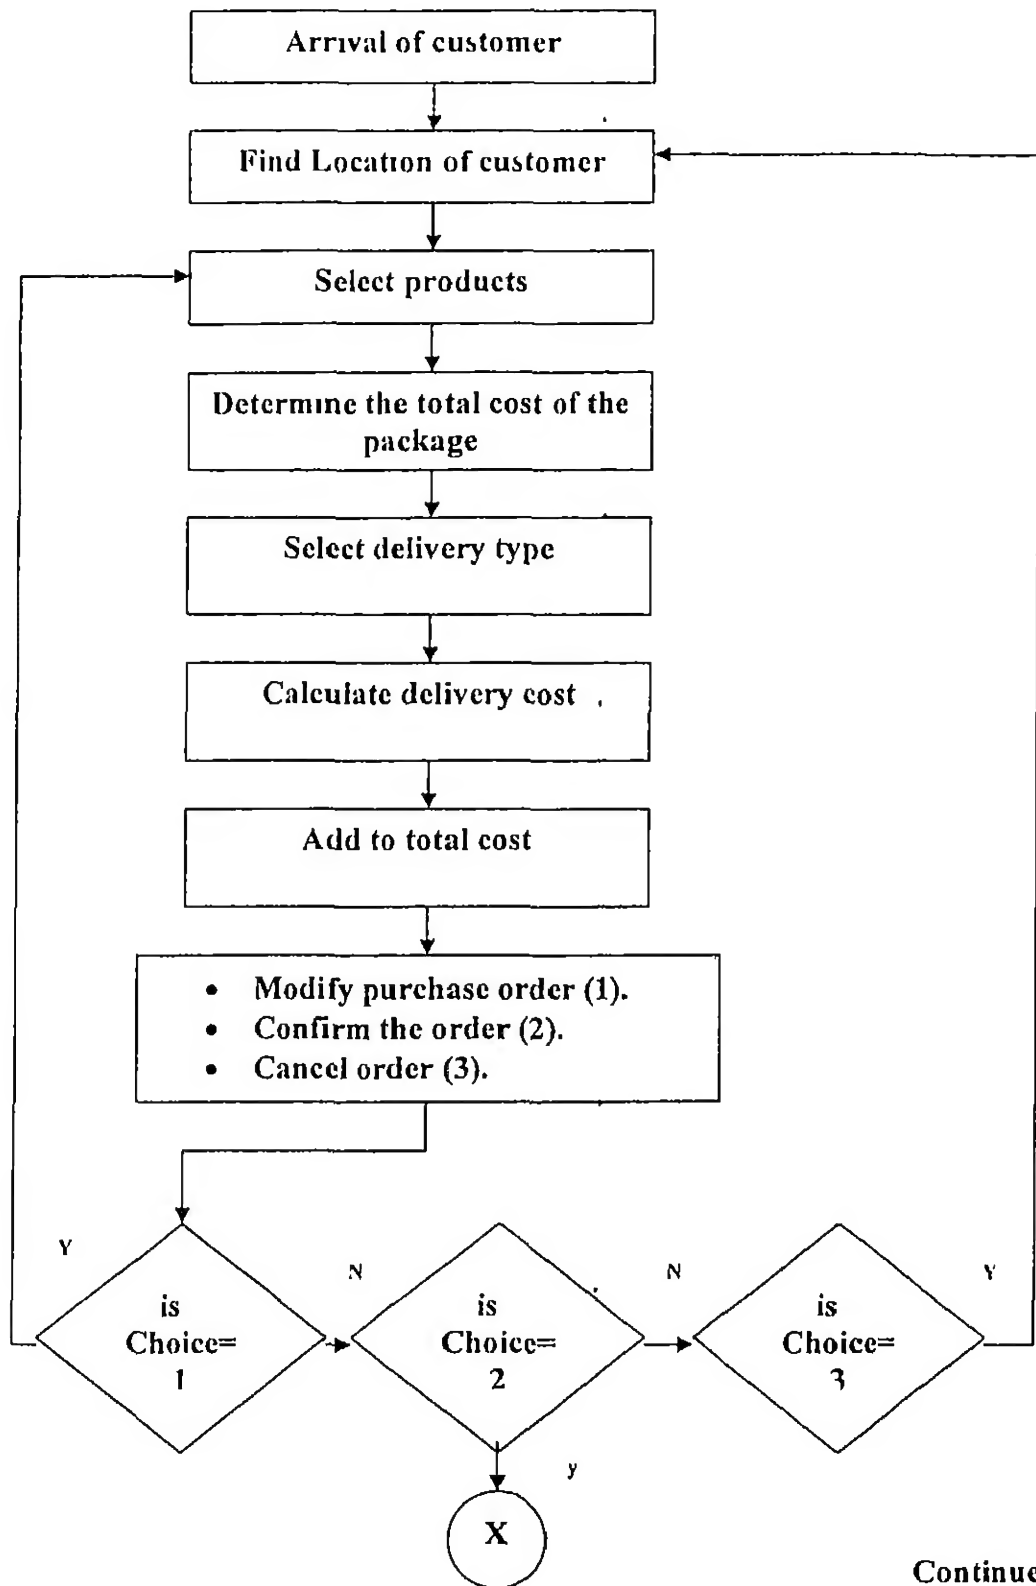 Arrival of customer
Find Location of customer
Select products
Determine the total cost of the
package
Select delivery type
Calculate delivery cost
Add to total cost
• Modify purchase order (1).
• Confirm the order (2).
• Cancel order (3).
Y
N
N
Y
is
Choice=
1
is
Choice=
2
is
Choice=
3
y
X
Continue